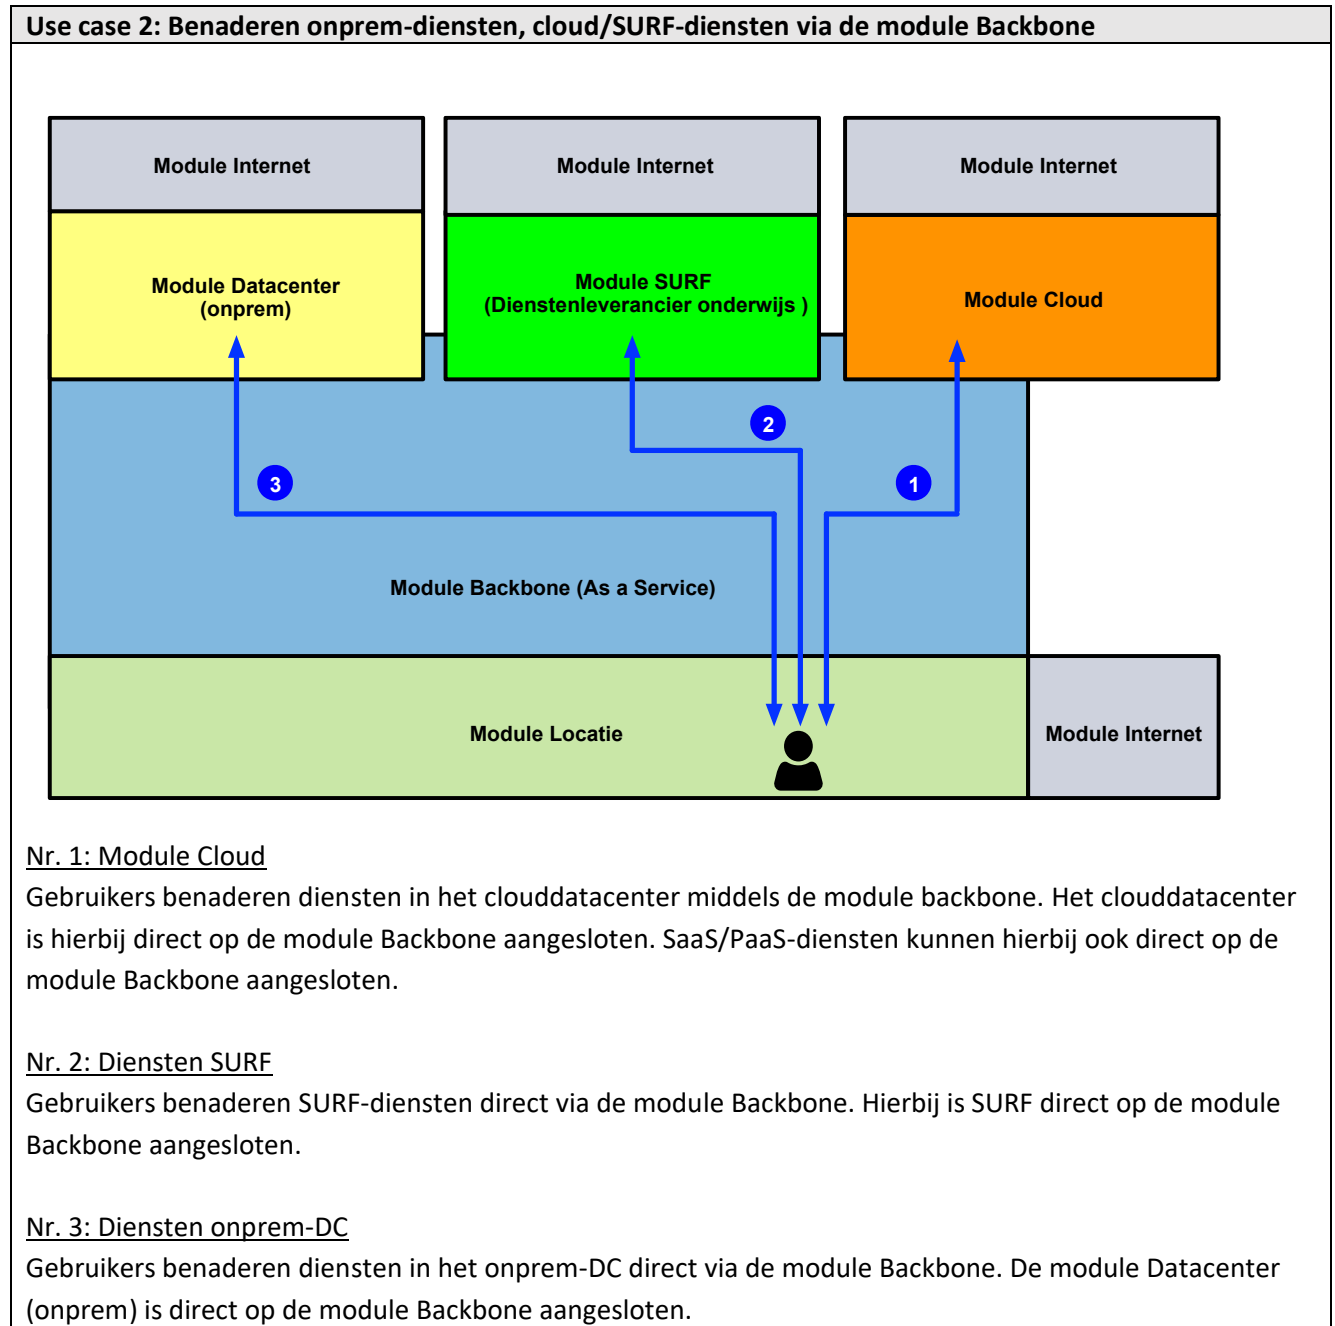 Use case 2: Benaderen onprem-diensten, cloud/SURF-diensten via de module Backbone
Module Internet
Module Internet
Module Internet
Module Datacenter
(onprem)
Module SURF
(Dienstenleverancier onderwijs )
Module Cloud
2
3
1
Module Backbone (As a Service)
Module Locatie
Module Internet
Nr. 1: Module Cloud
Gebruikers benaderen diensten in het clouddatacenter middels de module backbone. Het clouddatacenter
is hierbij direct op de module Backbone aangesloten. SaaS/PaaS-diensten kunnen hierbij ook direct op de
module Backbone aangesloten.
Nr. 2: Diensten SURF
Gebruikers benaderen SURF-diensten direct via de module Backbone. Hierbij is SURF direct op de module
Backbone aangesloten.
Nr. 3: Diensten onprem-DC
Gebruikers benaderen diensten in het onprem-DC direct via de module Backbone. De module Datacenter
(onprem) is direct op de module Backbone aangesloten.